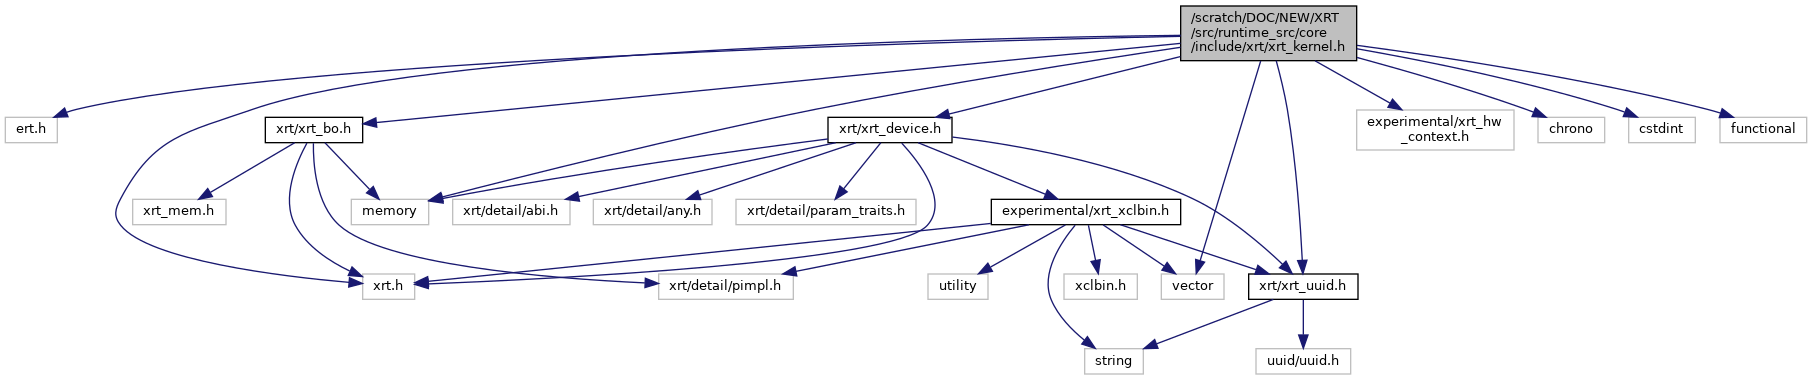 /scratch/DOC/NEW/XRT
/src/runtime_src/core
/include/xrt/xrt_kernel.h
ert.h
xrt/xrt_bo.h
xrt/xrt_device.h
experimental/xrt_hw
_context.h
chrono
cstdint
functional
xrt_mem.h
memory
xrt/detail/abi.h
xrt/detail/any.h
xrt/detail/param_traits.h
experimental/xrt_xclbin.h
xrt.h
xrt/detail/pimpl.h
utility
xclbin.h
vector
xrt/xrt_uuid.h
string
uuid/uuid.h